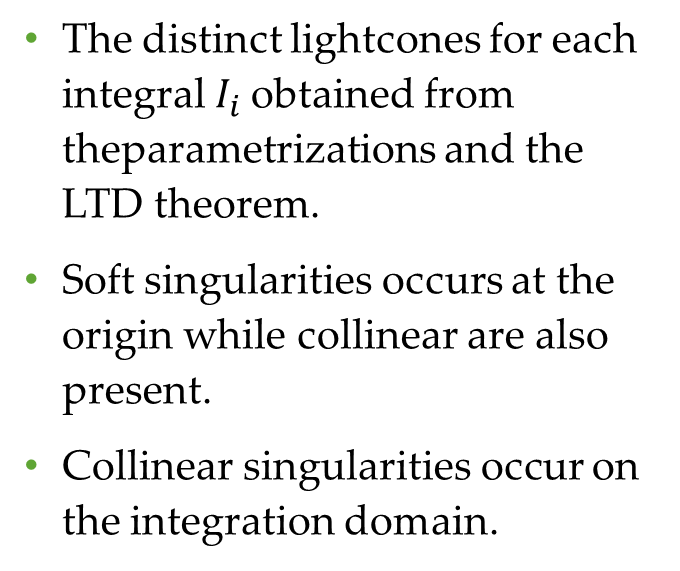 • The distinct lightcones for each
integral I_i obtained from
theparametrizations and the
LTD theorem.
• Soft singularities occurs at the
origin while collinear are also
present.
• Collinear singularities occur on
the integration domain.